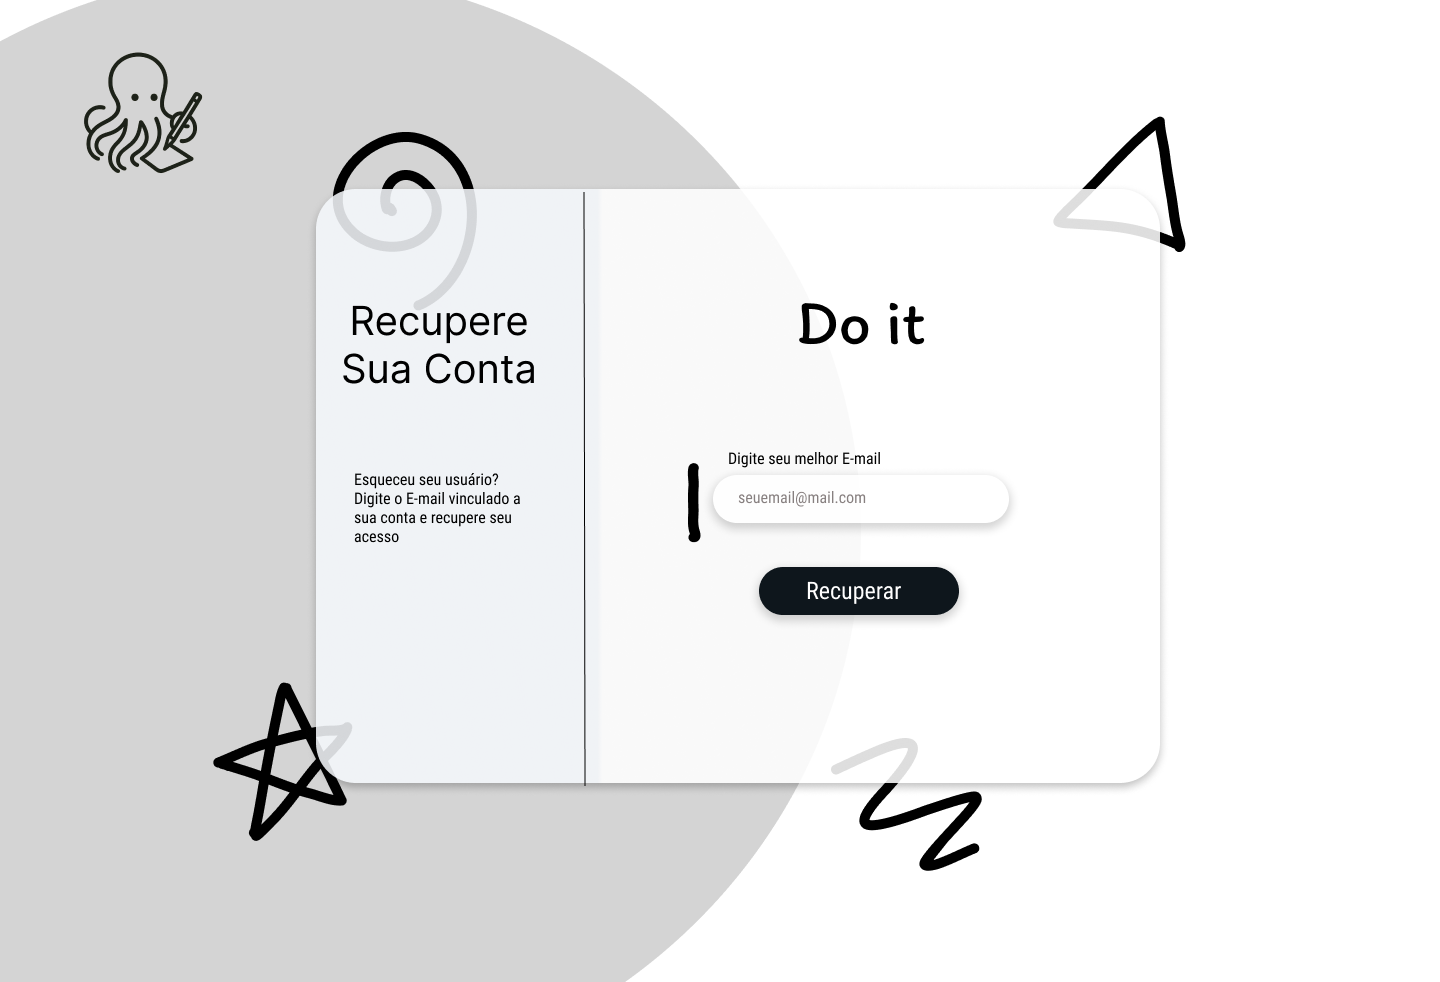 Recupere
Sua Conta
Esqueceu seu usuário?
Digite o E-mail vinculado a
sua conta e recupere seu
acesso
Do it
Digite seu melhor E-mail
seuemail@mail.com
Recuperar